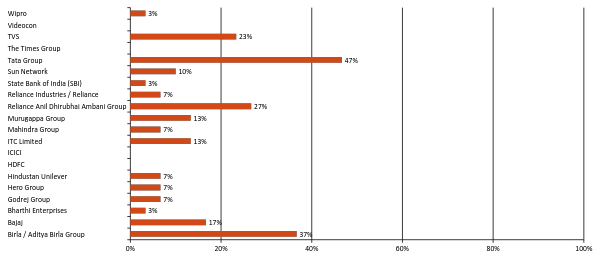 Wipro 3%
Videocon
TVS 23%
The Times Group
Tata Group 47%
Sun Network 10%
State Bank of India (SBI) 3%
Reliance Industries / Reliance 7%
Reliance Anil Dhirubhai Ambani Group 27%
Murugappa Group 13%
Mahindra Group 7%
ITC Limited 13%
ICICI
HDFC
Hindustan Unilever 7%
Hero Group 7%
Godrej Group 7%
Bharthi Enterprises 3%
Bajaj 17%
Birla / Aditya Birla Group 37%
0% 20% 40% 60% 80% 100%